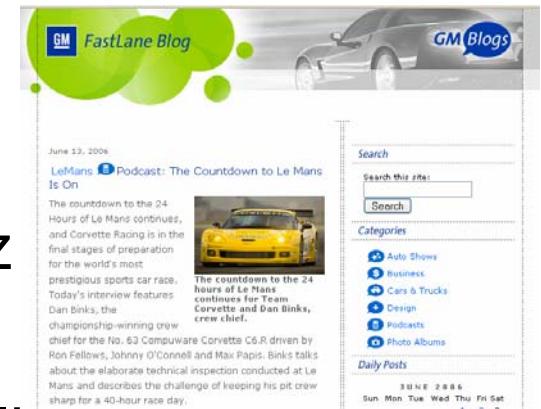 GM FastLane Blog
GM Blogs
June 13, 2006
LeMans Podcast: The Countdown to Le Mans
Is On
The countdown to the 24
Hours of Le Mans continues,
and Corvette Racing is in the
final stages of preparation
for the world's most
prestigious sports car race.
Today's interview features
Dan Binks, the
championship-winning crew
The countdown to the 24
hours of Le Mans
continues for Team
Corvette and Dan Binks,
crew chief.
chief for the No. 63 Compuware Corvette C6.R driven by
Ron Fellows, Johnny O'Connell and Max Papis. Binks talks
about the elaborate technical inspection conducted at Le
Mans and describes the challenge of keeping his pit crew
sharp for a 40-hour race day.
Search
Search this site:
Search
Categories
Auto Shows
Business
Cars & Trucks
Design
Podcasts
Photo Albums
Daily Posts
JUNE 2006
Sun Mon Tue Wed Thu Fri Sat
z